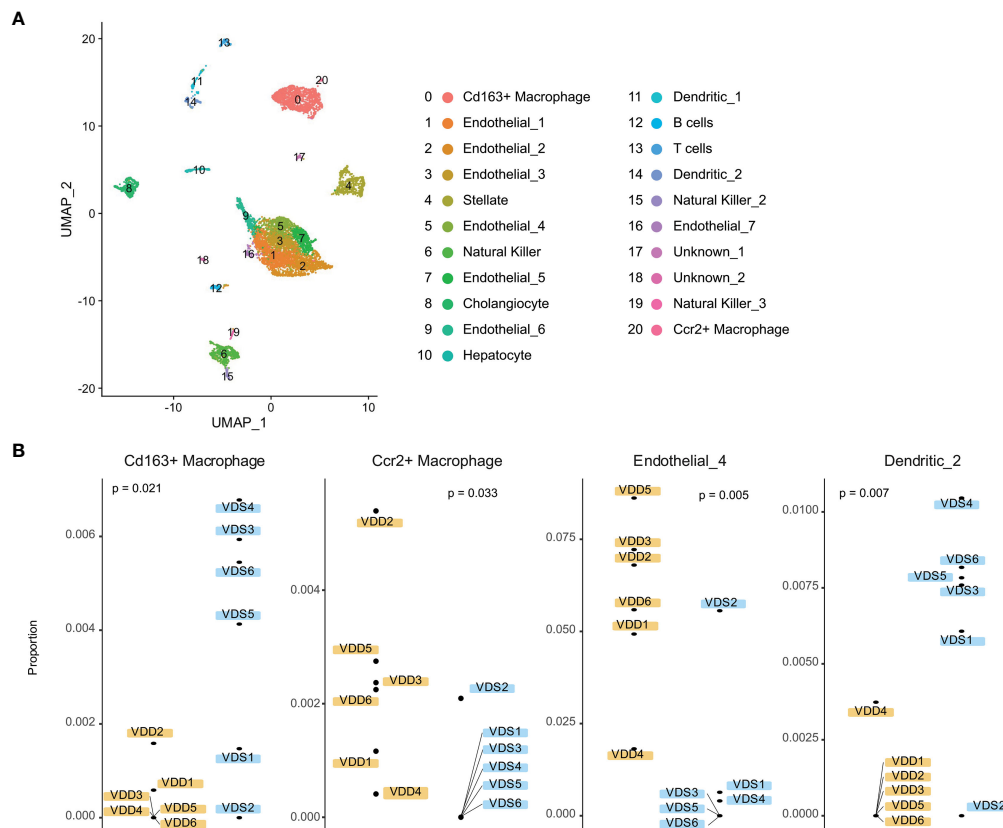 A
20
10
0
-10
-20
UMAP_2
-10
0
10
UMAP_1
13
11
14
20
0
17
10
8
4
9
5
7
3
16
1
2
18
12
19
6
15
0 Cd163+ Macrophage
1 Endothelial_1
2 Endothelial_2
3 Endothelial_3
4 Stellate
5 Endothelial_4
6 Natural Killer
7 Endothelial_5
8 Cholangiocyte
9 Endothelial_6
10 Hepatocyte
11 Dendritic_1
12 B cells
13 T cells
14 Dendritic_2
15 Natural Killer_2
16 Endothelial_7
17 Unknown_1
18 Unknown_2
19 Natural Killer_3
20 Ccr2+ Macrophage
B
Proportion
Cd163+ Macrophage
p = 0.021
0.006
0.004
0.002
0.000
VDS4
VDS3
VDS6
VDS5
VDD2
VDS1
VDD1
VDD3
VDD4
VDD5
VDS2
VDD6
Ccr2+ Macrophage
p = 0.033
0.004
0.002
0.000
VDD2
VDD5
VDD3
VDS2
VDD6
VDS1
VDS3
VDD1
VDS4
VDS5
VDD4
VDS6
Endothelial_4
p = 0.005
0.075
0.050
0.025
0.000
VDD5
VDD3
VDD2
VDD6
VDS2
VDD1
VDD4
VDS1
VDS3
VDS4
VDS5
VDS6
Dendritic_2
p = 0.007
0.0100
0.0075
0.0050
0.0025
0.000
VDS4
VDS6
VDS5
VDS3
VDS1
VDD4
VDD1
VDD2
VDD3
VDD5
VDD6
VDS2